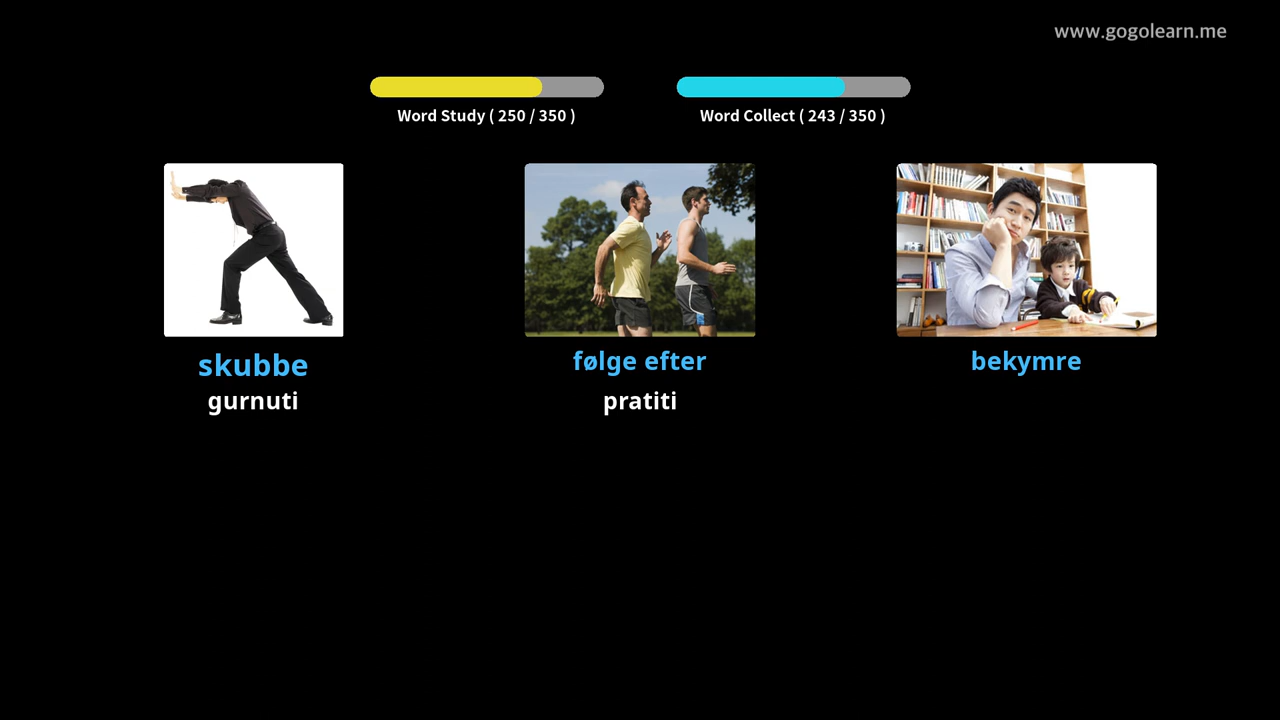 www.gogolearn.me
Word Study ( 250 / 350 )
Word Collect ( 243 / 350 )
skubbe
gurnuti
følge efter
pratiti
bekymre